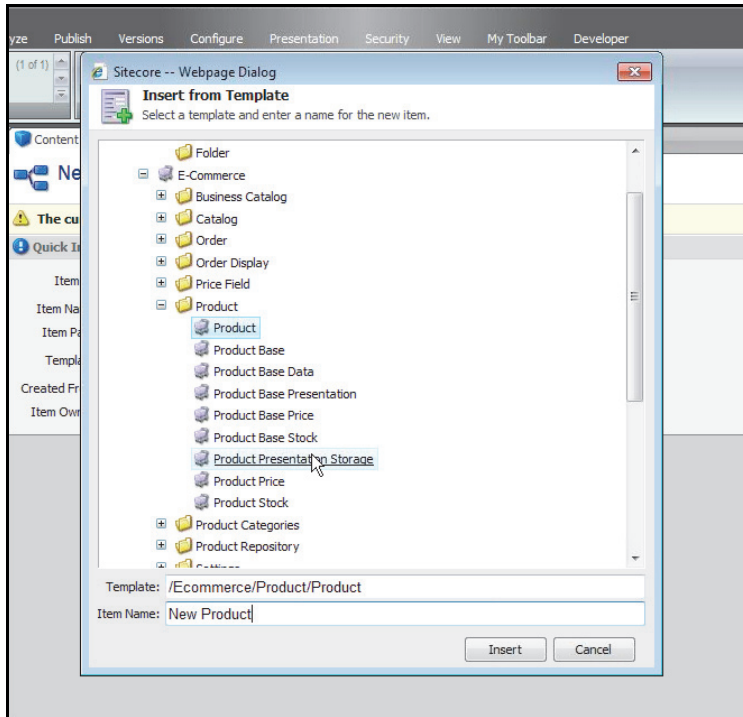 yze Publish Versions Configure Presentation Security View My Toolbar Developer
(1 of 1)
Sitecore -- Webpage Dialog
Insert from Template
Select a template and enter a name for the new item.
Content
Ne
The cu
Quick In
Item
Item Na
Item Pa
Templa
Created Fr
Item Own
Folder
E-Commerce
Business Catalog
Catalog
Order
Order Display
Price Field
Product
Product
Product Base
Product Base Data
Product Base Presentation
Product Base Price
Product Base Stock
Product Presentation Storage
Product Price
Product Stock
Product Categories
Product Repository
Settings
Template: /Ecommerce/Product/Product
Item Name: New Product
Insert Cancel